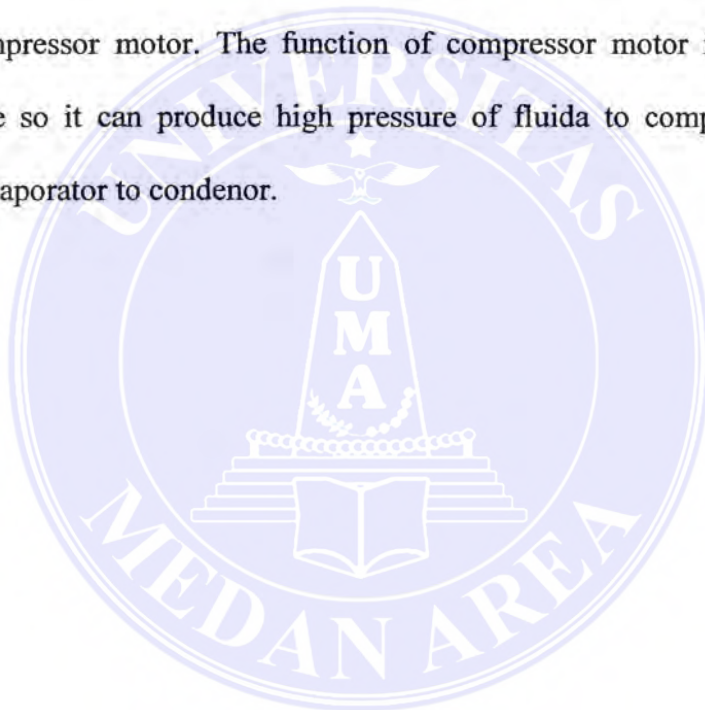 mpressor motor. The function of compressor motor
e so it can produce high pressure of fluida to comp
aporator to condenor.
UNIVERSITAS
UMA
MEDAN AREA